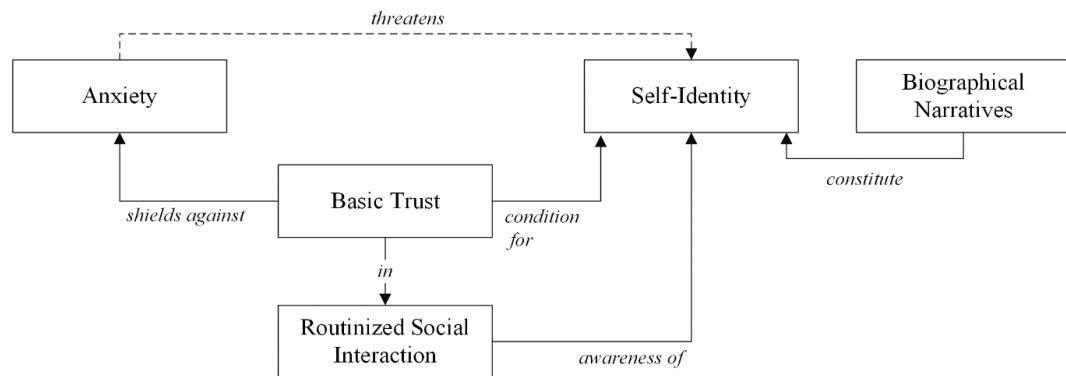 threatens
Anxiety
Self-Identity
Biographical
Narratives
constitute
Basic Trust
shields against
condition
for
in
Routinized Social
Interaction
awareness of